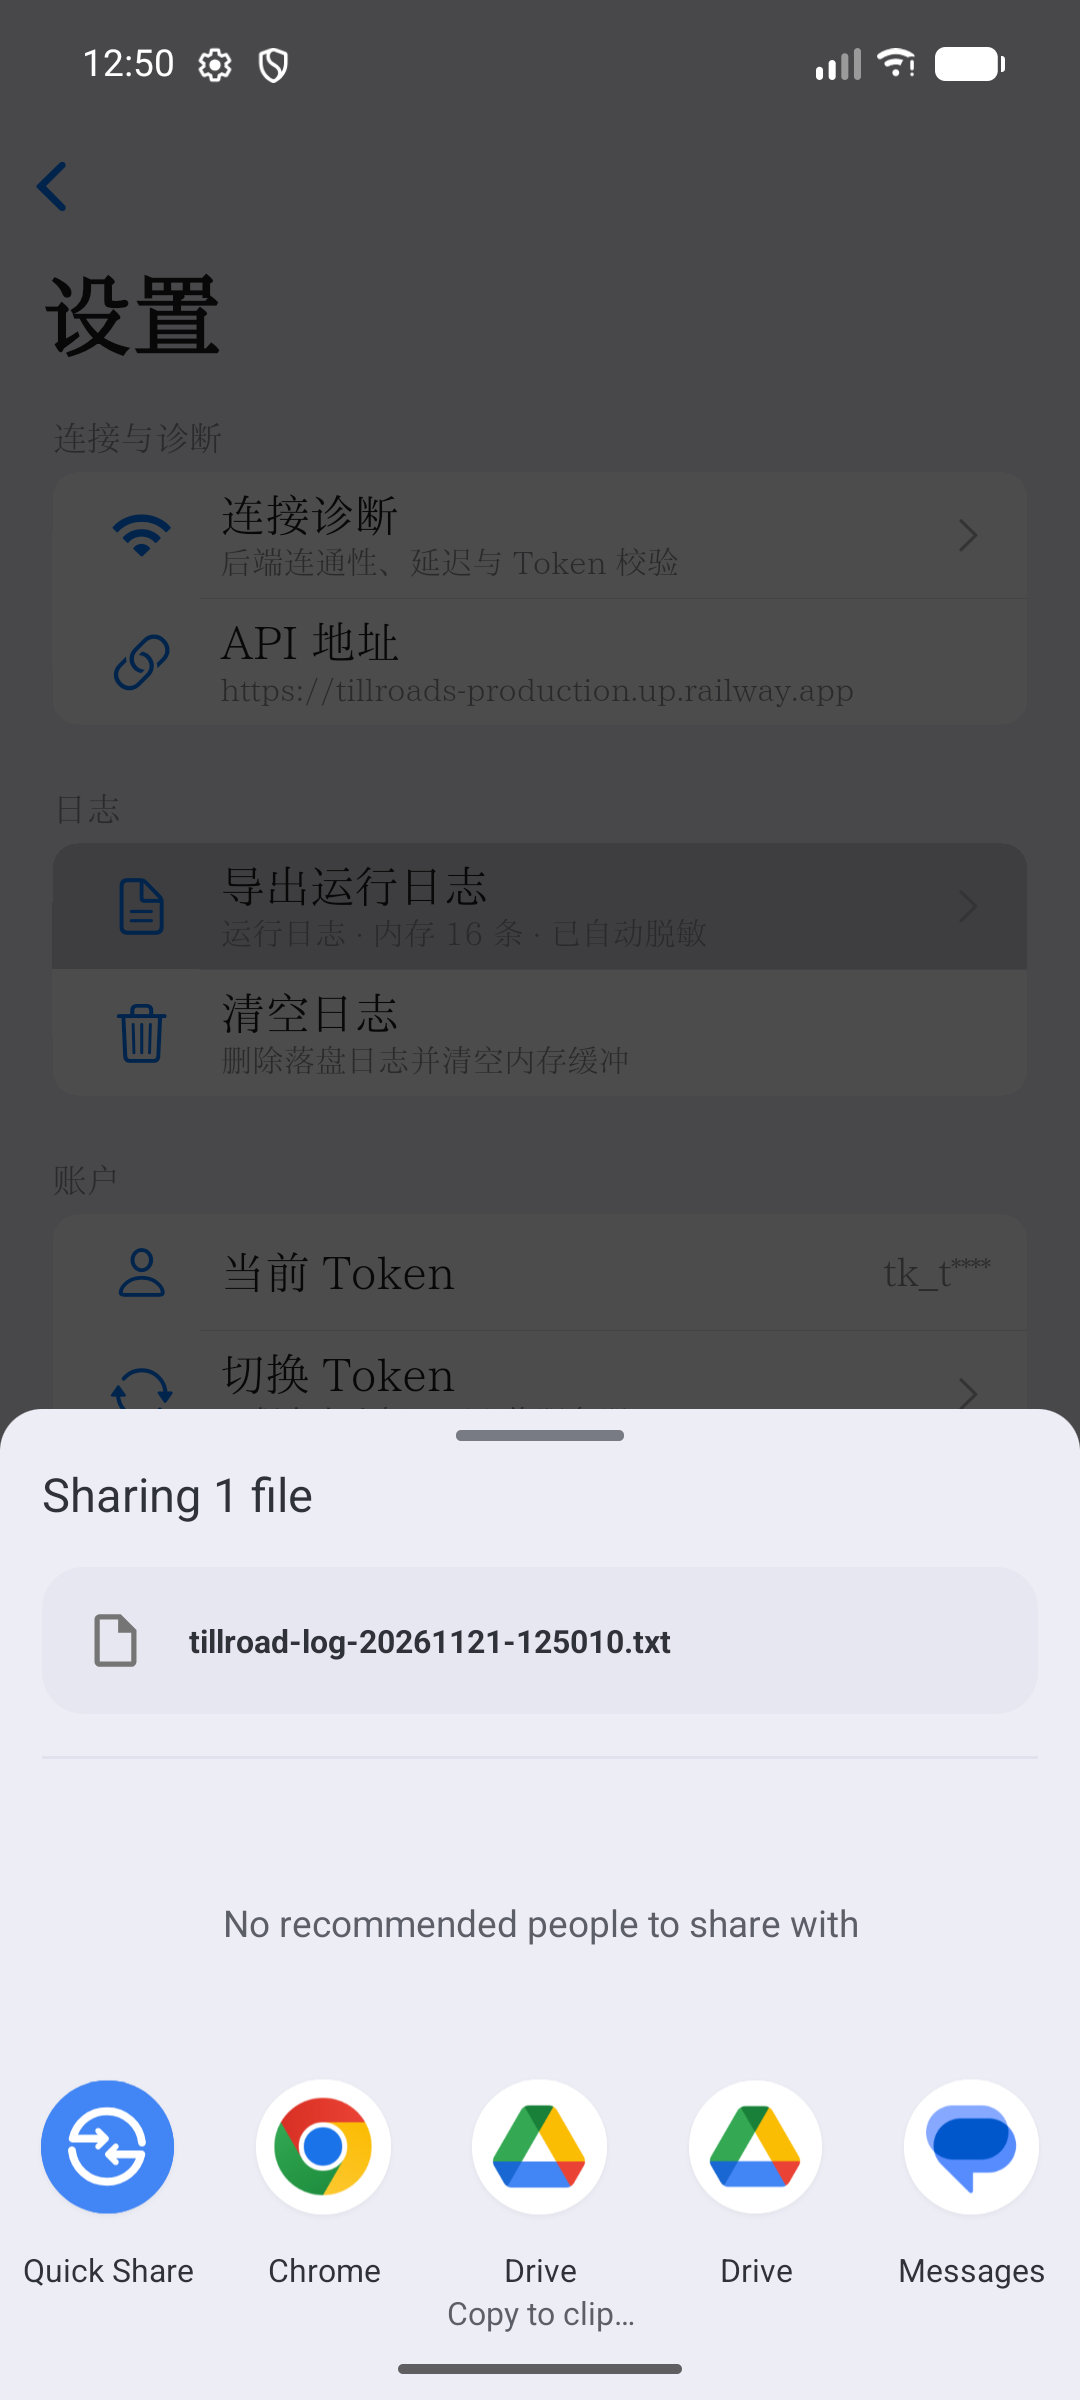 12:50
设置
连接与诊断
连接诊断
后端连通性、延迟与 Token 校验
API 地址
https://tillroads-production.up.railway.app
日志
导出运行日志
运行日志 · 内存 16 条 · 已自动脱敏
清空日志
删除落盘日志并清空内存缓冲
账户
当前 Token
tk_t****
切换 Token
Sharing 1 file
tillroad-log-20261121-125010.txt
No recommended people to share with
Quick Share
Chrome
Drive
Copy to clip...
Drive
Messages